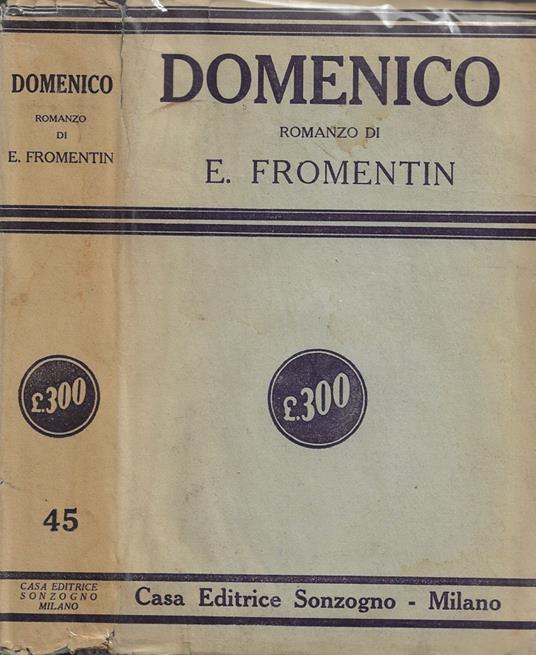 DOMENICO
ROMANZO
DI
E. FROMENTIN
£.300
45
CASA EDITRICE
SONZOGNO
MILANO
DOMENICO
ROMANZO DI
E. FROMENTIN
£.300
Casa Editrice Sonzogno - Milano